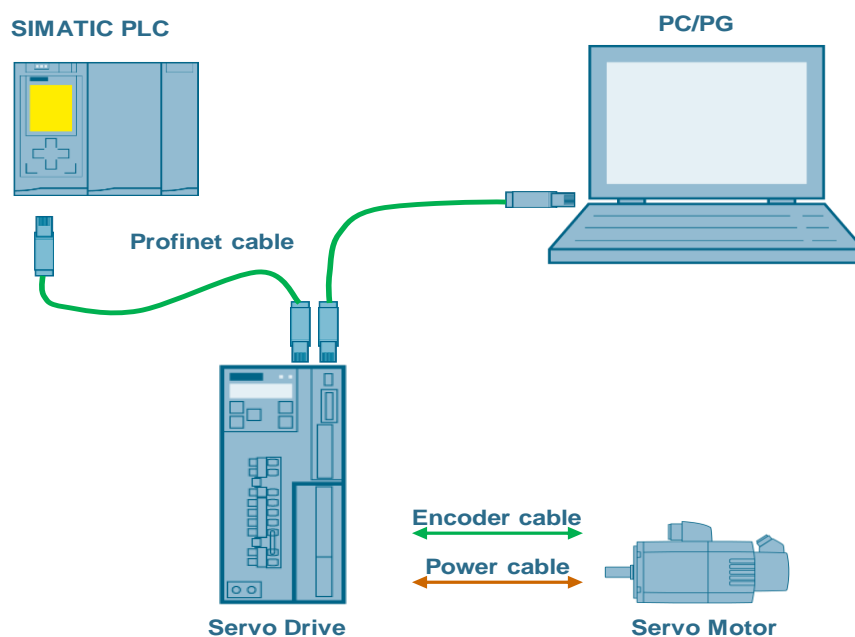 SIMATIC PLC
PC/PG
Profinet cable
Encoder cable
Power cable
Servo Drive
Servo Motor